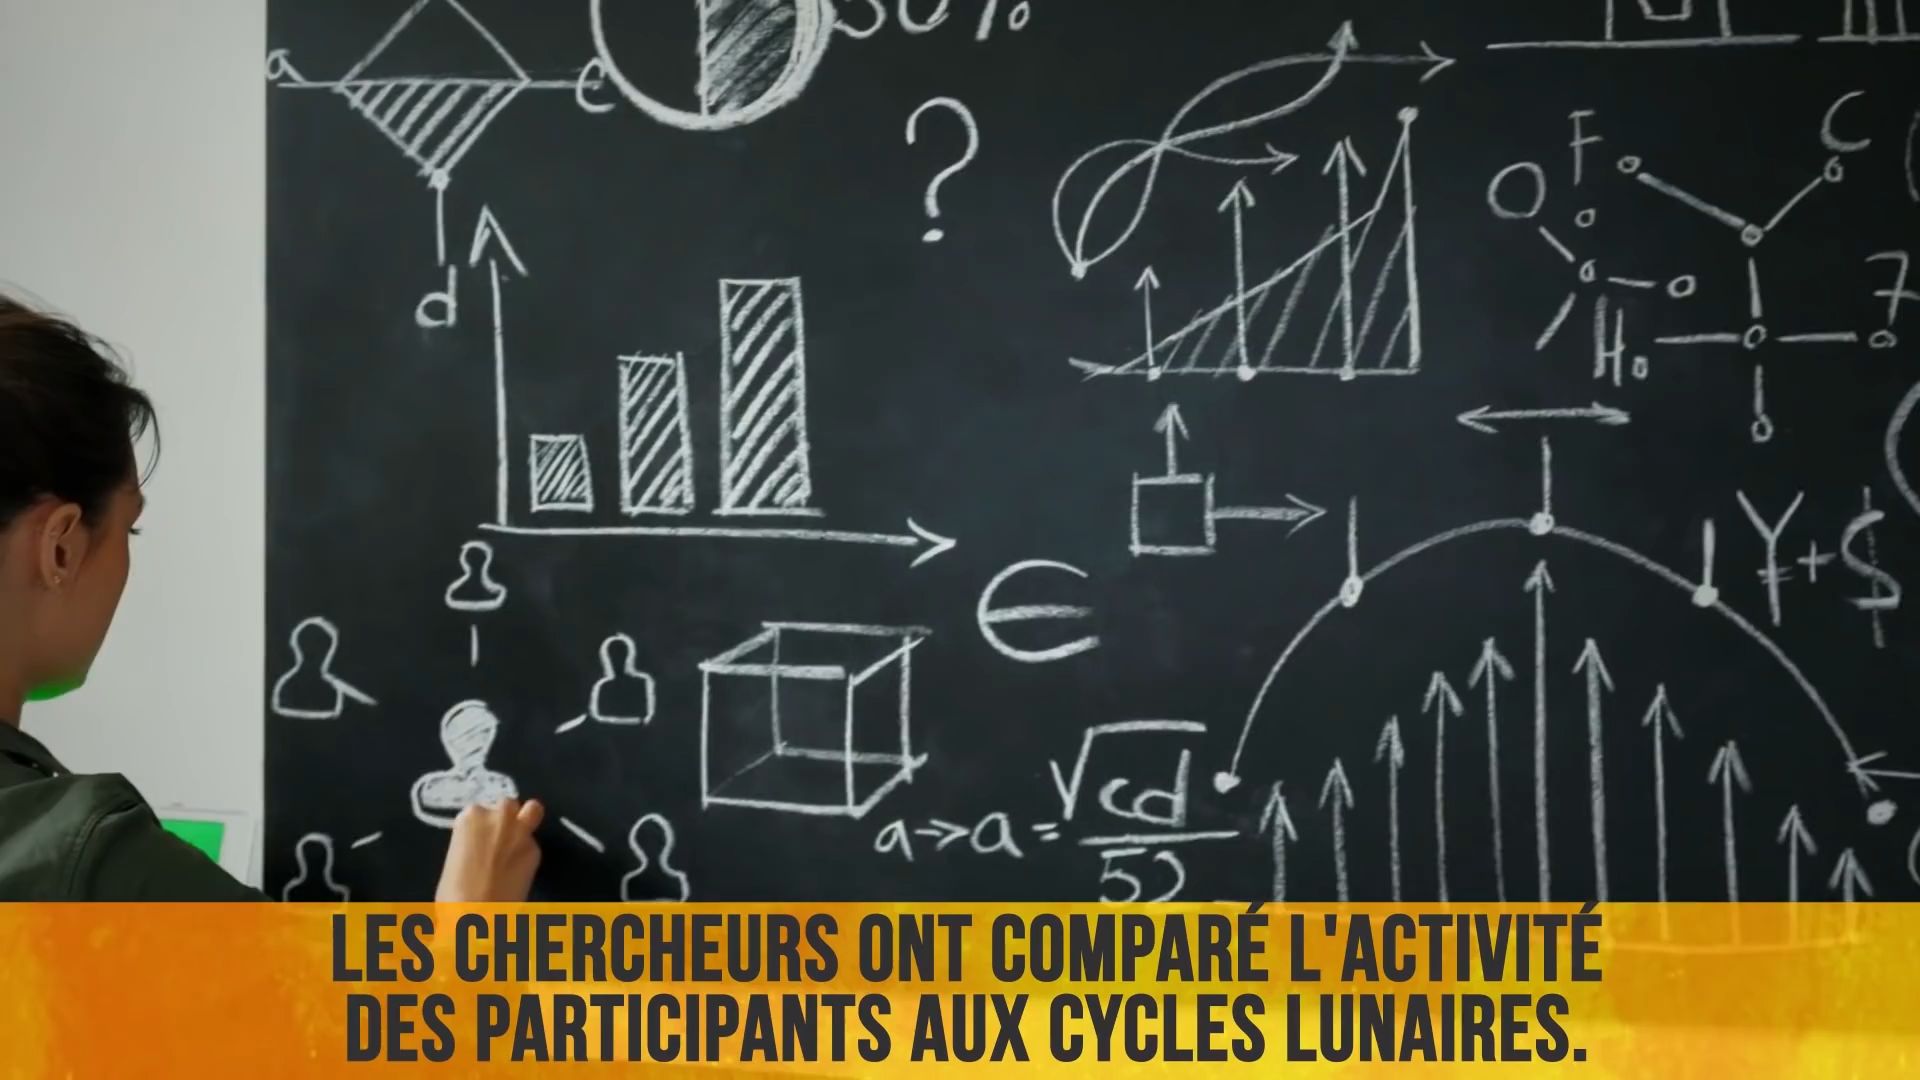 50%
a
c
?
d
F
C
O
7
H
€
¥+$
a→a=√cd
52
LES CHERCHEURS ONT COMPARÉ L'ACTIVITÉ
DES PARTICIPANTS AUX CYCLES LUNAIRES.